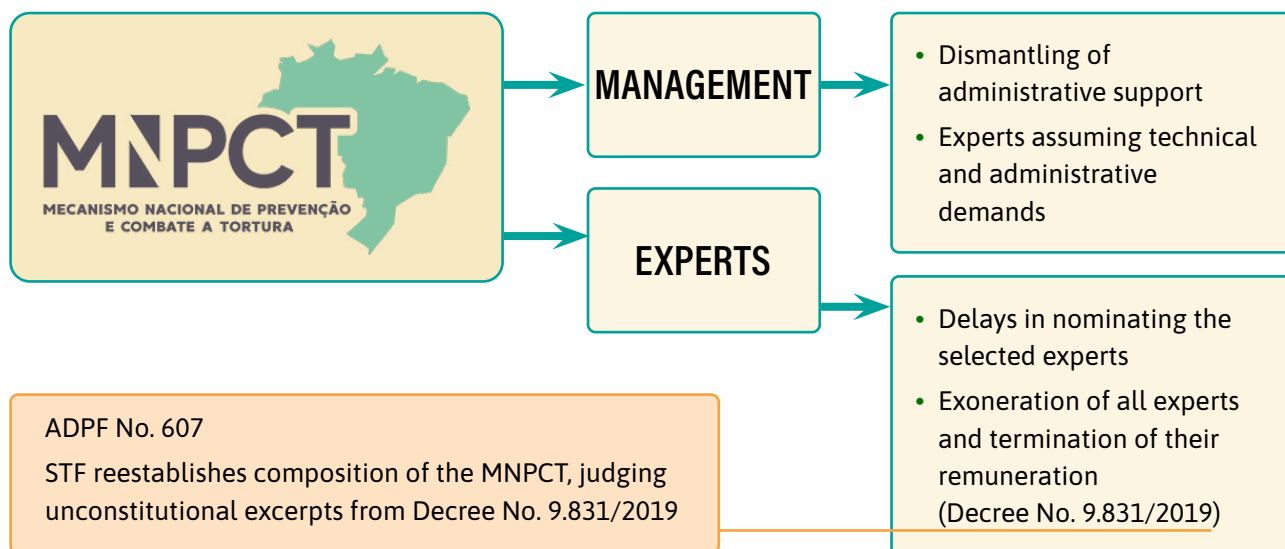 MNPCT
MECANISMO NACIONAL DE PREVENÇÃO
E COMBATE A TORTURA
MANAGEMENT
• Dismantling of
administrative support
• Experts assuming technical
and administrative
demands
EXPERTS
• Delays in nominating the
selected experts
• Exoneration of all experts
and termination of their
remuneration
(Decree No. 9.831/2019)
ADPF No. 607
STF reestablishes composition of the MNPCT, judging
unconstitutional excerpts from Decree No. 9.831/2019